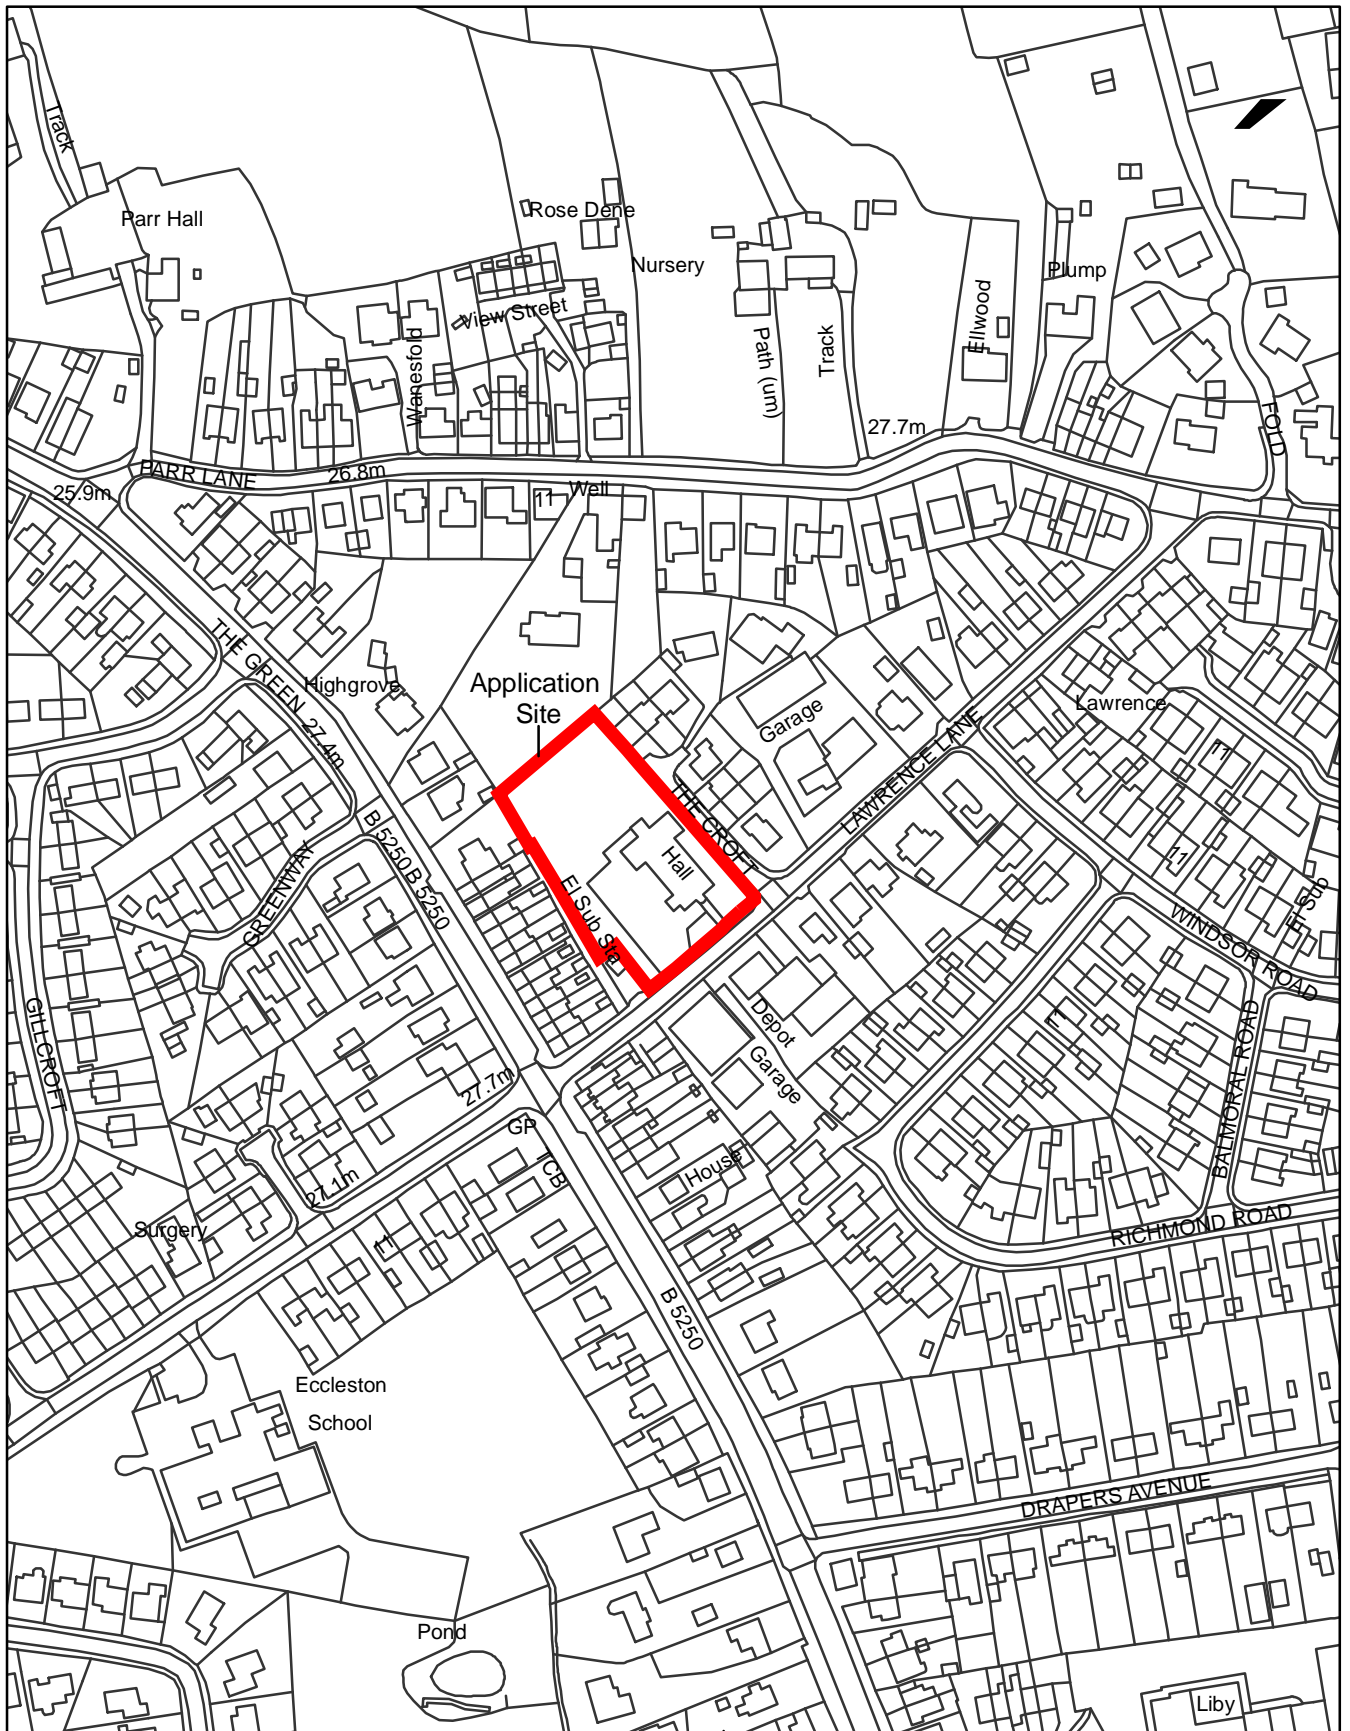 Track
Parr Hall
Rose Dene
Nursery
Plump
View Street
Ellwood
Wanesfold
Path (um)
Track
27.7m
FOLD
PARR LANE
26.8m
25.9m
Well
11
THE GREEN
27.4m
Highgrove
Application
Site
Garage
Lawrence
LAWRENCE LANE
11
THE CROFT
Hall
11
B 5250
B 5250
GREENWAY
El Sub Sta
El Sub
WINDSOR ROAD
GILLCROFT
Depot
Garage
BALMORAL ROAD
27.7m
GP
TCB
House
27.1m
Surgery
RICHMOND ROAD
B 5250
Eccleston
School
DRAPERS AVENUE
Pond
Liby